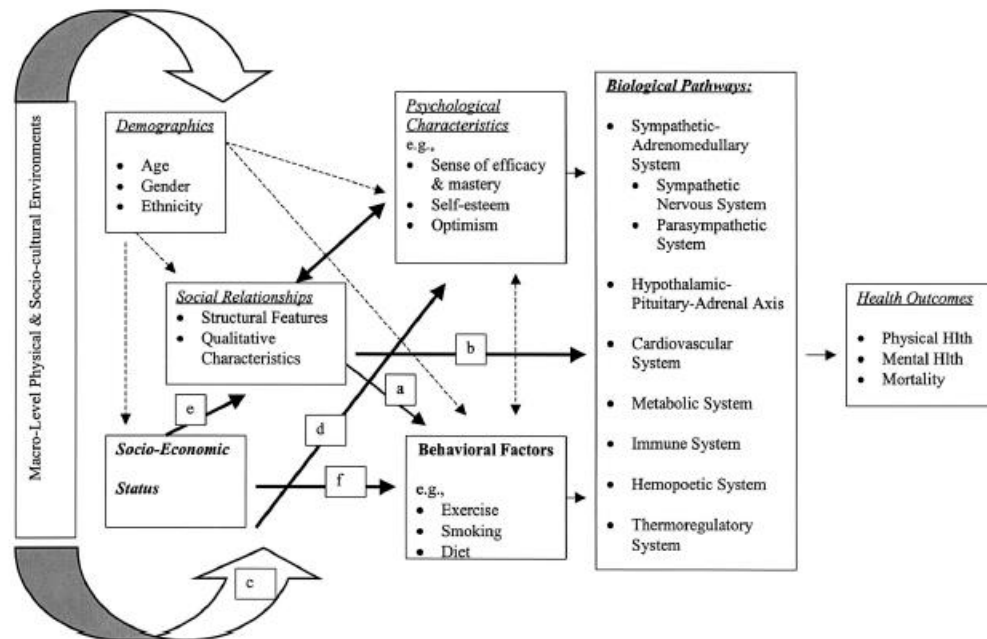 Macro-Level Physical & Socio-cultural Environments
Demographics
• Age
• Gender
• Ethnicity
Social Relationships
• Structural Features
• Qualitative
Characteristics
Socio-Economic
Status
Psychological
Characteristics
e.g.,
• Sense of efficacy
& mastery
• Self-esteem
• Optimism
b
a
e
d
f
c
Behavioral Factors
e.g.,
• Exercise
• Smoking
• Diet
Biological Pathways:
• Sympathetic-
Adrenomedullary
System
• Sympathetic
Nervous System
• Parasympathetic
System
• Hypothalamic-
Pituitary-Adrenal Axis
• Cardiovascular
System
• Metabolic System
• Immune System
• Hemopoetic System
• Thermoregulatory
System
Health Outcomes
• Physical Hlth
• Mental Hlth
• Mortality